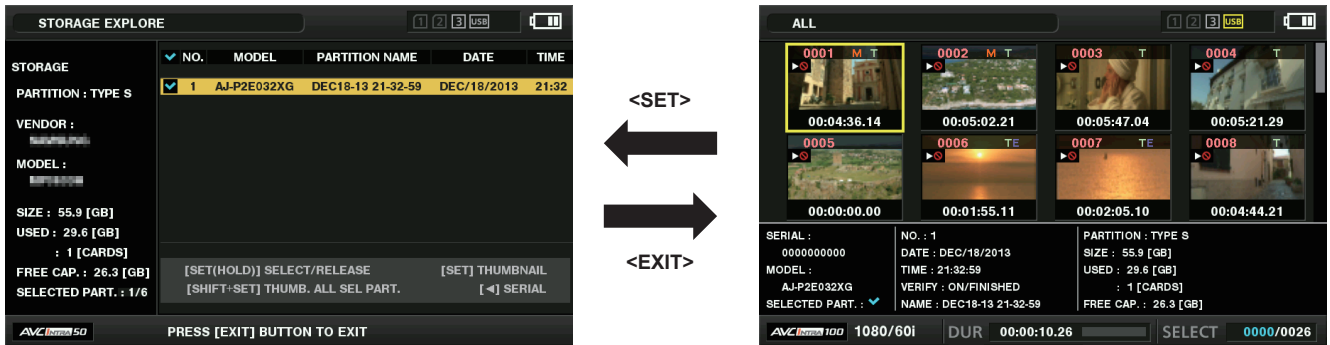 STORAGE EXPLORE
1 2 3 USB
STORAGE
PARTITION : TYPE S
VENDOR :
MODEL :
SIZE : 55.9 [GB]
USED : 29.6 [GB]
: 1 [CARDS]
FREE CAP. : 26.3 [GB]
SELECTED PART. : 1/6
NO. MODEL PARTITION NAME DATE TIME
1 AJ-P2E032XG DEC18-13 21-32-59 DEC/18/2013 21:32
[SET(HOLD)] SELECT/RELEASE [SET] THUMBNAIL
[SHIFT+SET] THUMB. ALL SEL PART. [◄] SERIAL
AVC INTRA 50 PRESS [EXIT] BUTTON TO EXIT
<SET>
<EXIT>
ALL
1 2 3 USB
0001 M T 0002 M T 0003 T 0004 T
00:04:36.14 00:05:02.21 00:05:47.04 00:05:21.29
0005 0006 TE 0007 TE 0008 T
00:00:00.00 00:01:55.11 00:02:05.10 00:04:44.21
SERIAL :
0000000000
MODEL :
AJ-P2E032XG
SELECTED PART. :
NO. : 1
DATE : DEC/18/2013
TIME : 21:32:59
VERIFY : ON/FINISHED
NAME : DEC18-13 21-32-59
PARTITION : TYPE S
SIZE : 55.9 [GB]
USED : 29.6 [GB]
: 1 [CARDS]
FREE CAP. : 26.3 [GB]
AVC INTRA 100 1080/60i DUR 00:00:10.26 SELECT 0000/0026